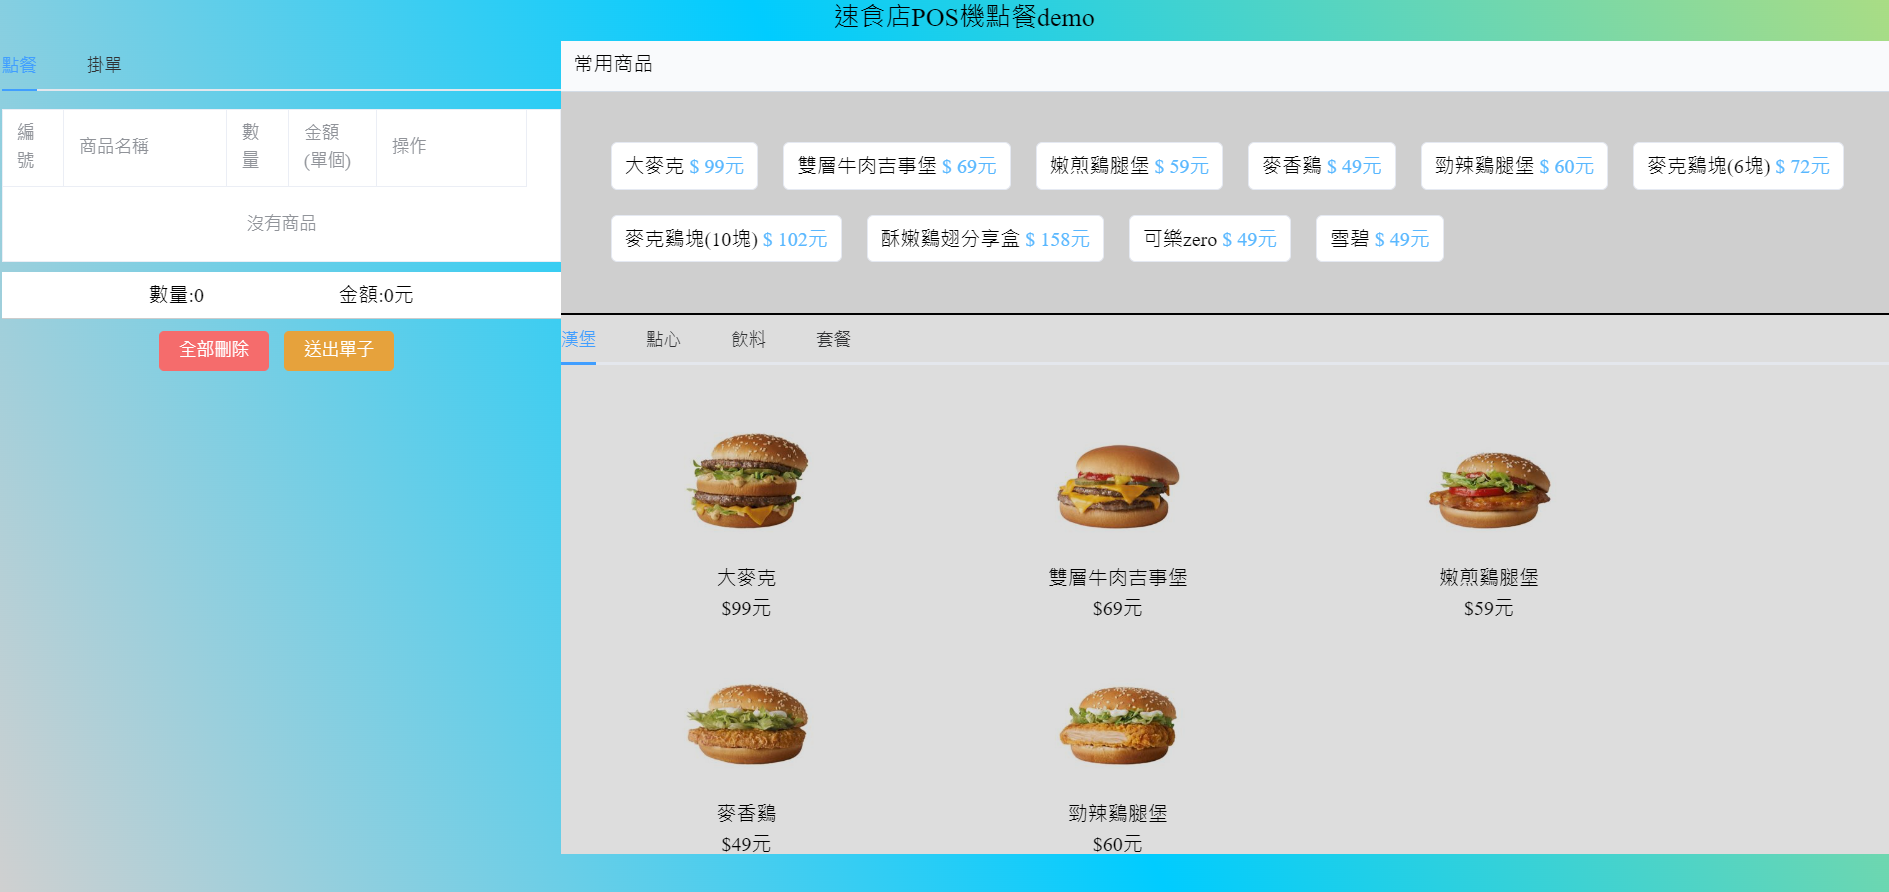 速食店POS機點餐demo
點餐 掛單
編號 商品名稱 數量 金額(單個) 操作
沒有商品
數量:0 金額:0元
全部刪除 送出單子
常用商品
大麥克 $ 99元 雙層牛肉吉事堡 $ 69元 嫩煎鷄腿堡 $ 59元 麥香鷄 $ 49元 勁辣鷄腿堡 $ 60元 麥克鷄塊(6塊) $ 72元
麥克鷄塊(10塊) $ 102元 酥嫩鷄翅分享盒 $ 158元 可樂zero $ 49元 雪碧 $ 49元
漢堡 點心 飲料 套餐
大麥克 雙層牛肉吉事堡 嫩煎鷄腿堡
$99元 $69元 $59元
麥香鷄 勁辣鷄腿堡
$49元 $60元